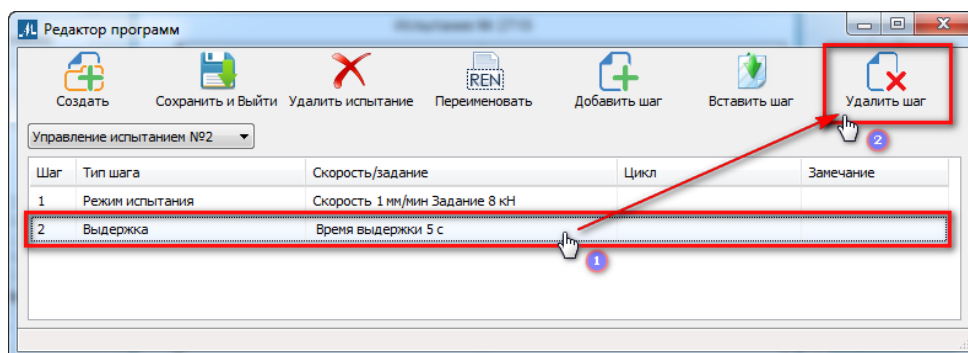 Редактор программ
Создать Сохранить и Выйти Удалить испытание Переименовать Добавить шаг Вставить шаг Удалить шаг
REN
Управление испытанием №2
2
Шаг Тип шага Скорость/задание Цикл Замечание
1 Режим испытания Скорость 1 мм/мин Задание 8 кН
2 Выдержка Время выдержки 5 с
1